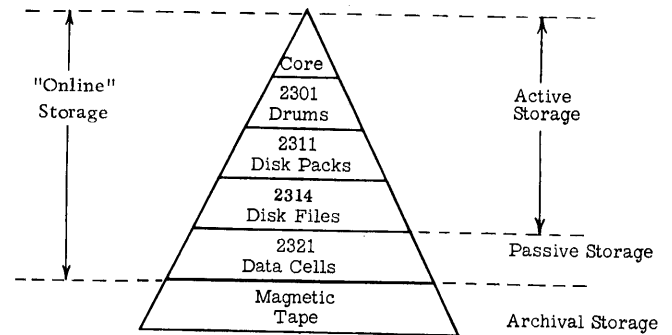 "Online"
Storage
Core
2301
Drums
2311
Disk Packs
2314
Disk Files
2321
Data Cells
Magnetic
Tape
Active
Storage
Passive Storage
Archival Storage